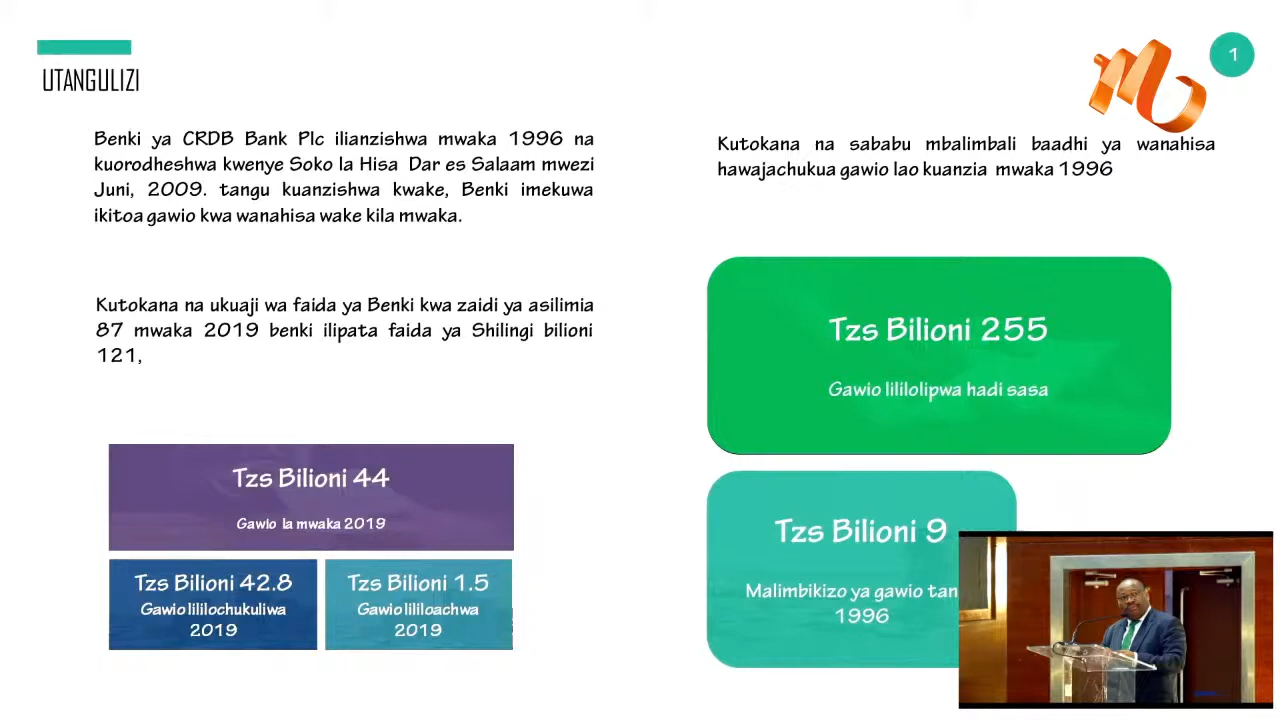 UTANGULIZI
1
Benki ya CRDB Bank Plc ilianzishwa mwaka 1996 na
kuorodheshwa kwenye Soko la Hisa Dar es Salaam mwezi
Juni, 2009. tangu kuanzishwa kwake, Benki imekuwa
ikitoa gawio kwa wanahisa wake kila mwaka.
Kutokana na ukuaji wa faida ya Benki kwa zaidi ya asilimia
87 mwaka 2019 benki ilipata faida ya Shilingi bilioni
121,
Tzs Bilioni 44
Gawio la mwaka 2019
Tzs Bilioni 42.8
Gawio lililochukuliwa
2019
Tzs Bilioni 1.5
Gawio lililoachwa
2019
Kutokana na sababu mbalimbali baadhi ya wanahisa
hawajachukua gawio lao kuanzia mwaka 1996
Tzs Bilioni 255
Gawio lililolipwa hadi sasa
Tzs Bilioni 9
Malimbikizo ya gawio tan
1996